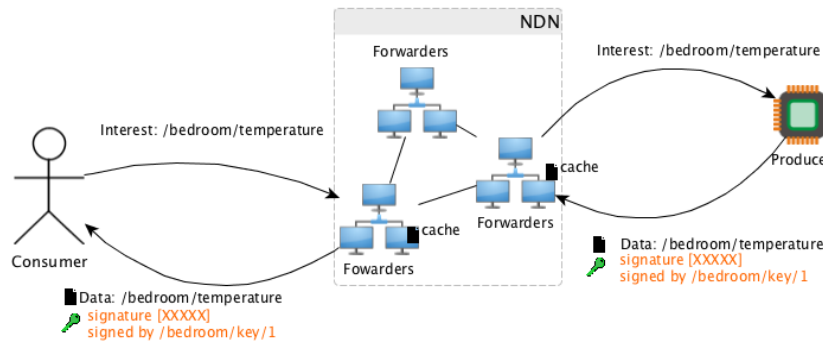 NDN
Forwarders
Interest: /bedroom/temperature
Interest: /bedroom/temperature
cache
Produce
Forwarders
cache
Fowarders
Consumer
Data: /bedroom/temperature
signature [XXXXX]
signed by /bedroom/key/1
Data: /bedroom/temperature
signature [XXXXX]
signed by /bedroom/key/1